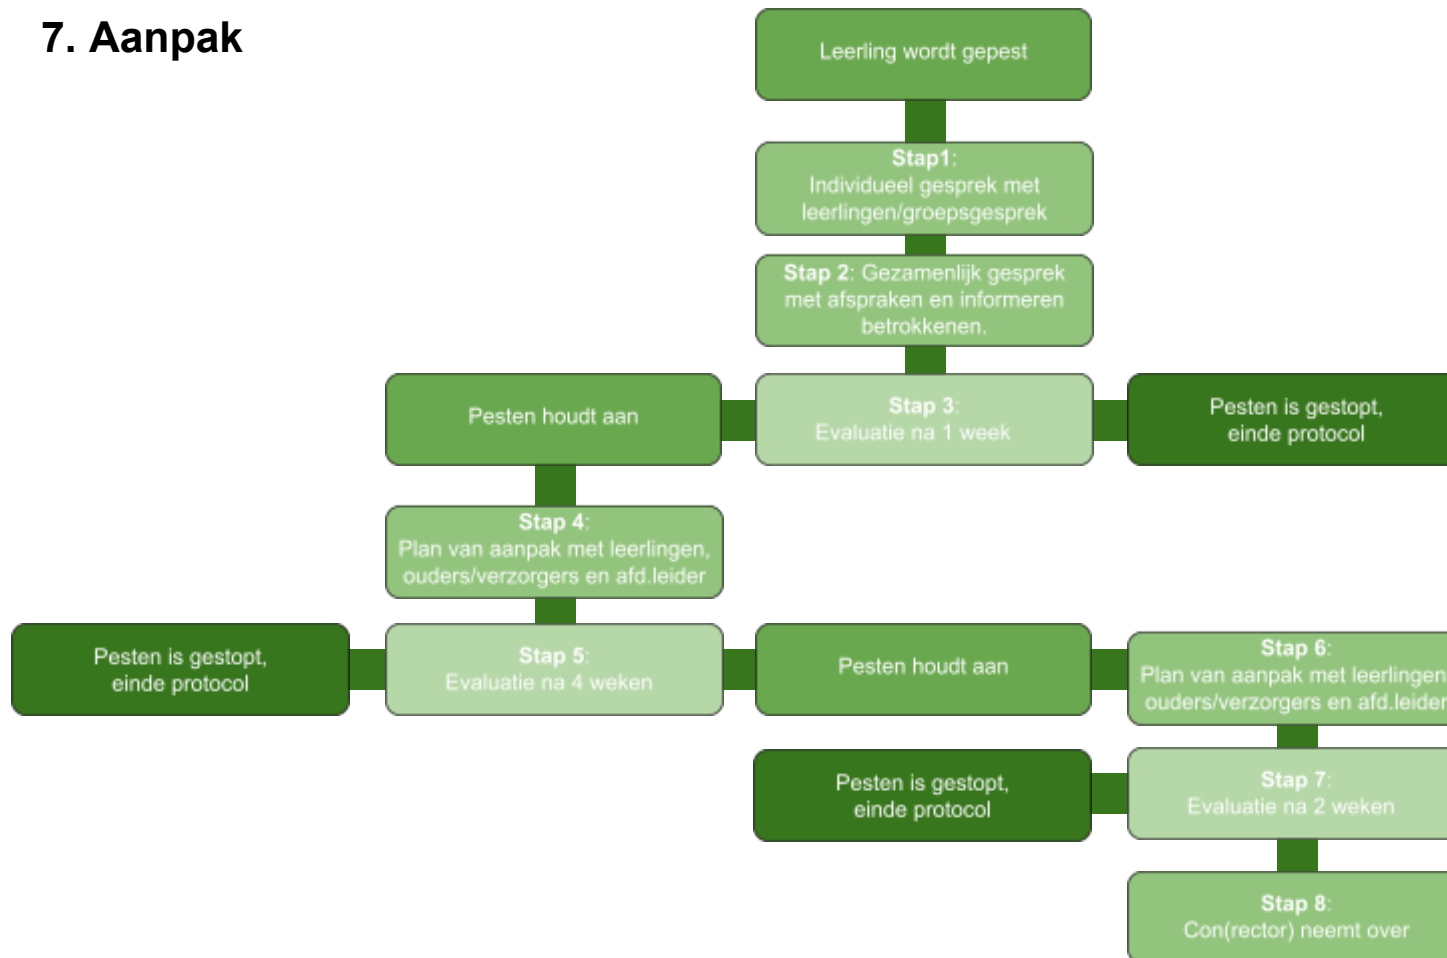 7. Aanpak
Leerling wordt gepest
Stap1:
Individueel gesprek met
leerlingen/groepsgesprek
Stap 2: Gezamenlijk gesprek
met afspraken en informeren
betrokkenen.
Pesten houdt aan
Stap 3:
Evaluatie na 1 week
Pesten is gestopt,
einde protocol
Stap 4:
Plan van aanpak met leerlingen,
ouders/verzorgers en afd.leider
Pesten is gestopt,
einde protocol
Stap 5:
Evaluatie na 4 weken
Pesten houdt aan
Stap 6:
Plan van aanpak met leerlingen
ouders/verzorgers en afd.leider
Pesten is gestopt,
einde protocol
Stap 7:
Evaluatie na 2 weken
Stap 8:
Con(rector) neemt over